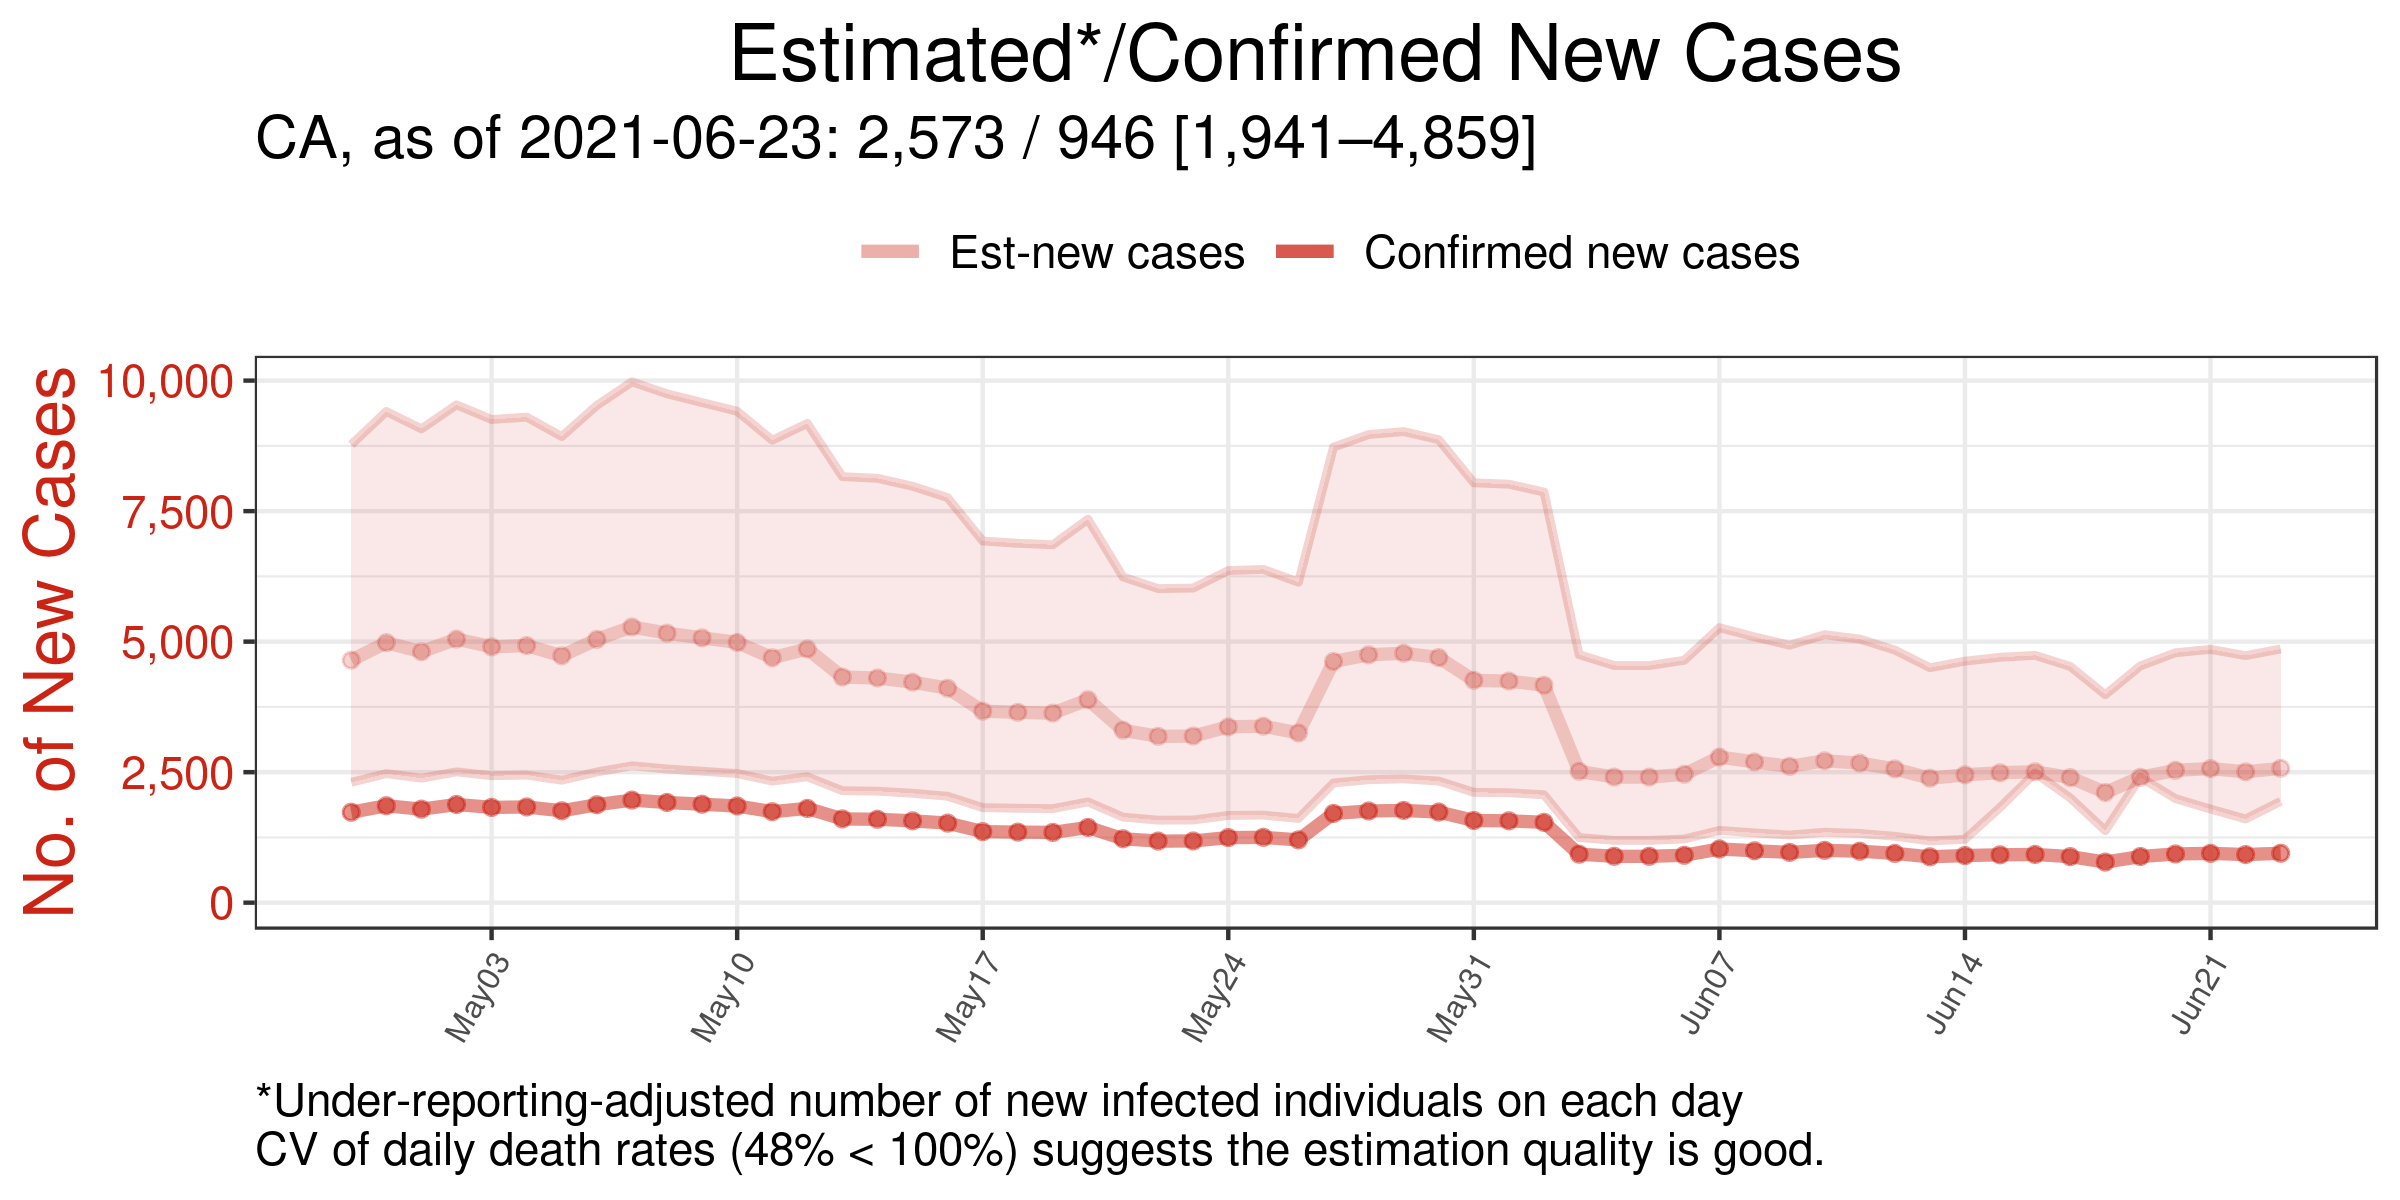 Estimated*/Confirmed New Cases
CA, as of 2021-06-23: 2,573 / 946 [1,941–4,859]
Est-new cases
Confirmed new cases
No. of New Cases
10,000
7,500
5,000
2,500
0
May03
May10
May17
May24
May31
Jun07
Jun14
Jun21
*Under-reporting-adjusted number of new infected individuals on each day
CV of daily death rates (48% < 100%) suggests the estimation quality is good.